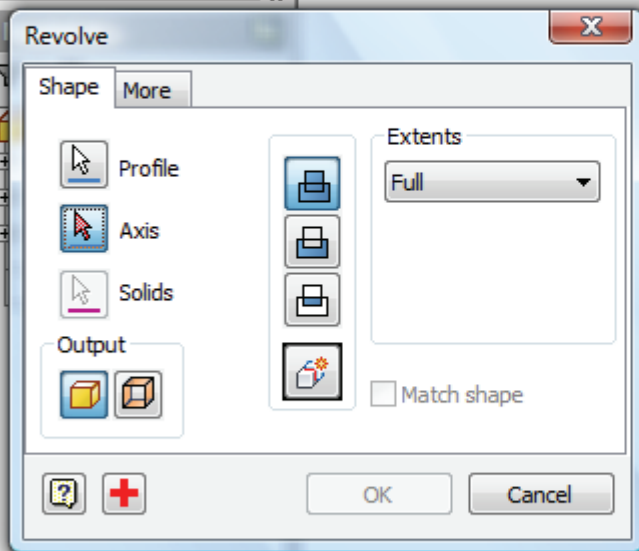 Revolve
Shape More
Profile
Axis
Solids
Output
Extents
Full
Match shape
OK Cancel